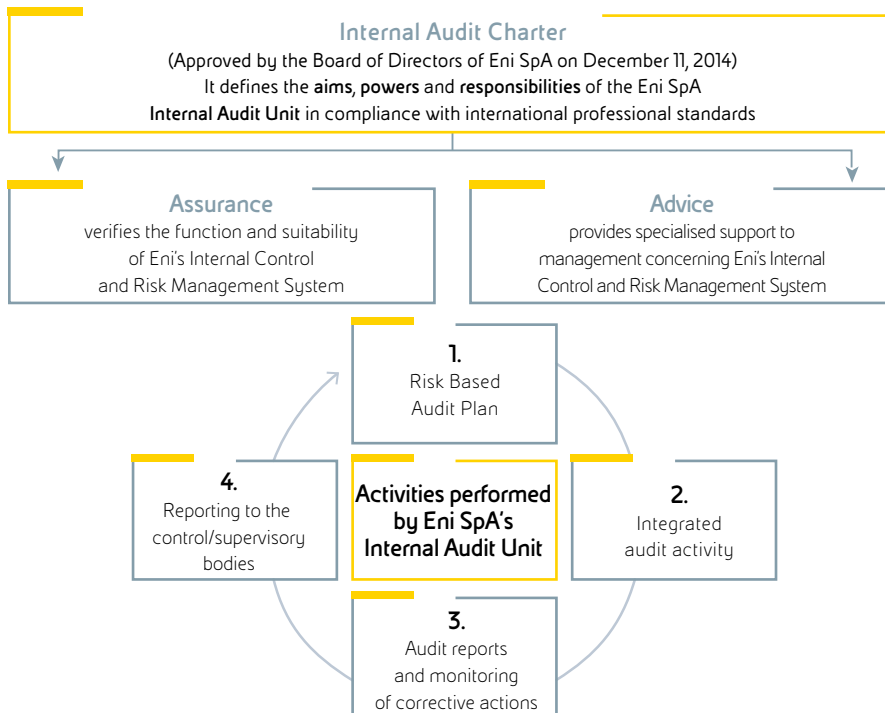 Internal Audit Charter
(Approved by the Board of Directors of Eni SpA on December 11, 2014)
It defines the aims, powers and responsibilities of the Eni SpA
Internal Audit Unit in compliance with international professional standards
Assurance
verifies the function and suitability
of Eni's Internal Control
and Risk Management System
Advice
provides specialised support to
management concerning Eni's Internal
Control and Risk Management System
1.
Risk Based
Audit Plan
4.
Reporting to the
control/supervisory
bodies
Activities performed
by Eni SpA's
Internal Audit Unit
2.
Integrated
audit activity
3.
Audit reports
and monitoring
of corrective actions